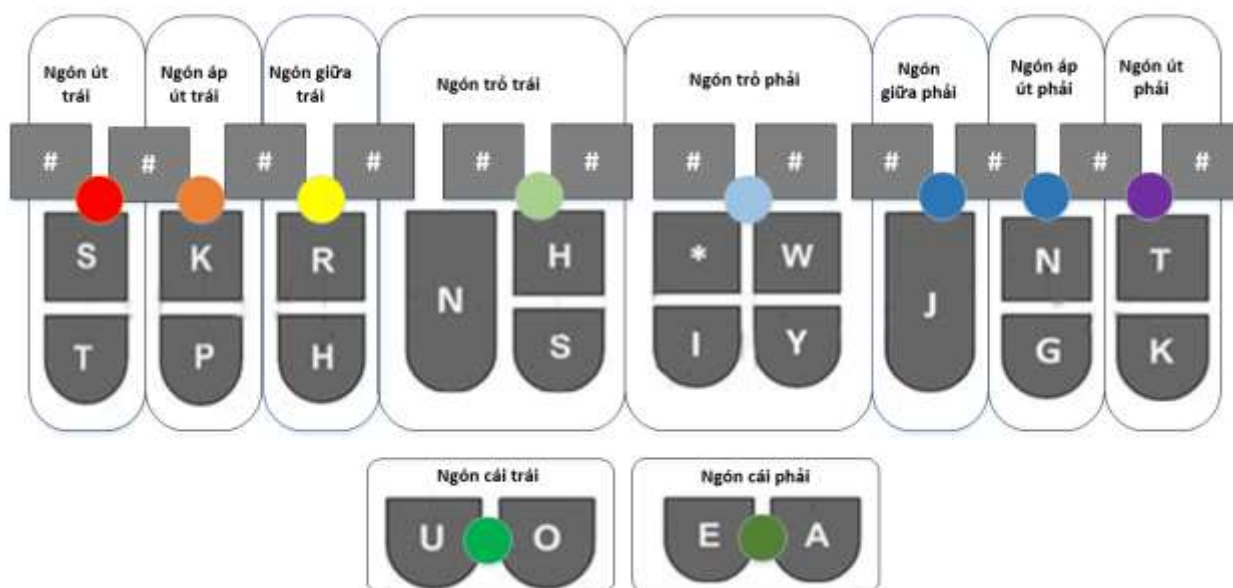 Ngón út trái
Ngón áp út trái
Ngón giữa trái
Ngón trỏ trái
Ngón trỏ phải
Ngón giữa phải
Ngón áp út phải
Ngón út phải
# # # # # # # # # # # #
S K R H * W N T
N J
T P H S I Y G K
Ngón cái trái
Ngón cái phải
U O E A